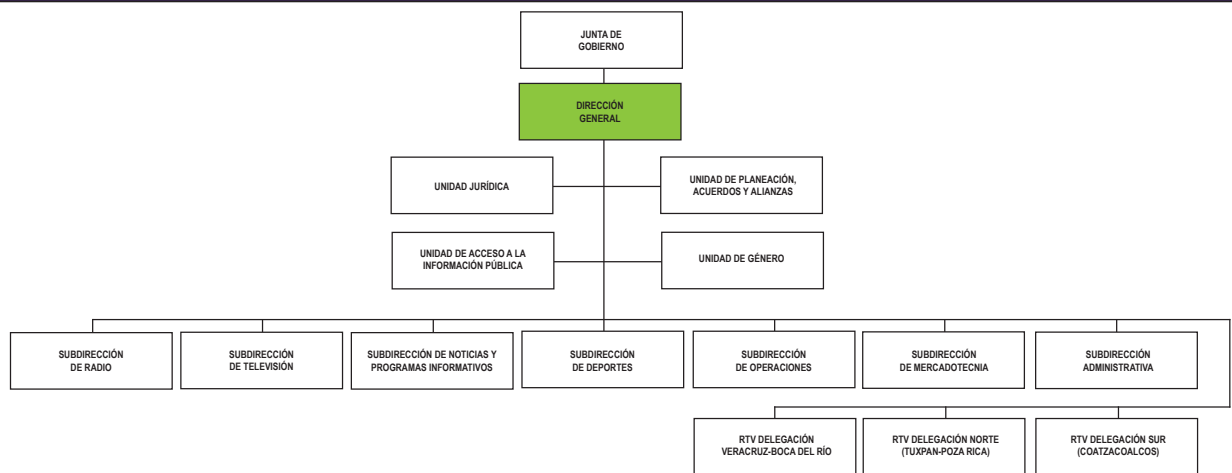 JUNTA DE
GOBIERNO
DIRECCIÓN
GENERAL
UNIDAD JURÍDICA
UNIDAD DE PLANEACIÓN,
ACUERDOS Y ALIANZAS
UNIDAD DE ACCESO A LA
INFORMACIÓN PÚBLICA
UNIDAD DE GÉNERO
SUBDIRECCIÓN
DE RADIO
SUBDIRECCIÓN
DE TELEVISIÓN
SUBDIRECCIÓN DE NOTICIAS Y
PROGRAMAS INFORMATIVOS
SUBDIRECCIÓN
DE DEPORTES
SUBDIRECCIÓN
DE OPERACIONES
SUBDIRECCIÓN
DE MERCADOTECNIA
SUBDIRECCIÓN
ADMINISTRATIVA
RTV DELEGACIÓN
VERACRUZ-BOCA DEL RÍO
RTV DELEGACIÓN NORTE
(TUXPAN-POZA RICA)
RTV DELEGACIÓN SUR
(COATZACOALCOS)